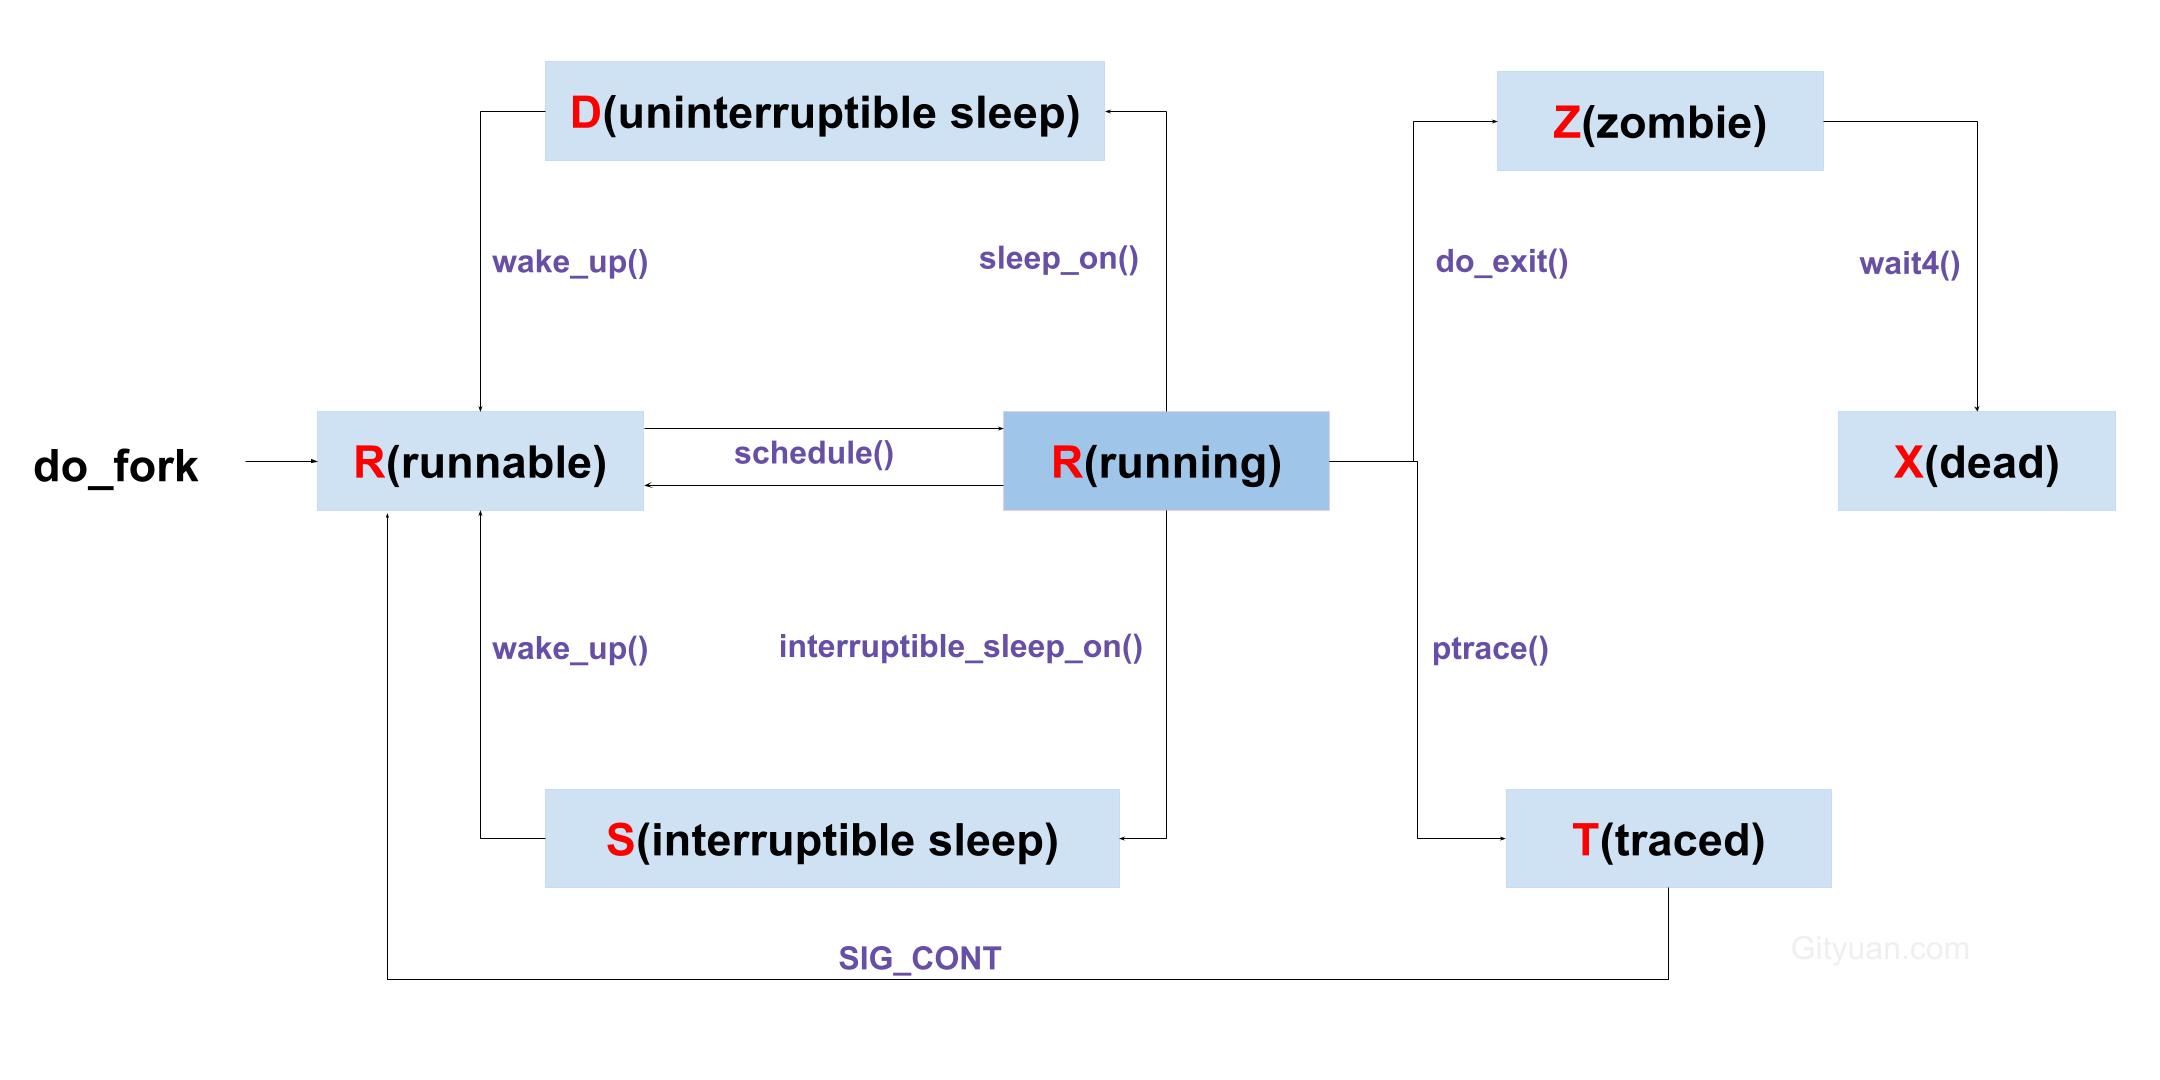 D(uninterruptible sleep)
Z(zombie)
wake_up()
sleep_on()
do_exit()
wait4()
do_fork
R(runnable)
schedule()
R(running)
X(dead)
wake_up()
interruptible_sleep_on()
ptrace()
S(interruptible sleep)
T(traced)
SIG_CONT
Gityuan.com